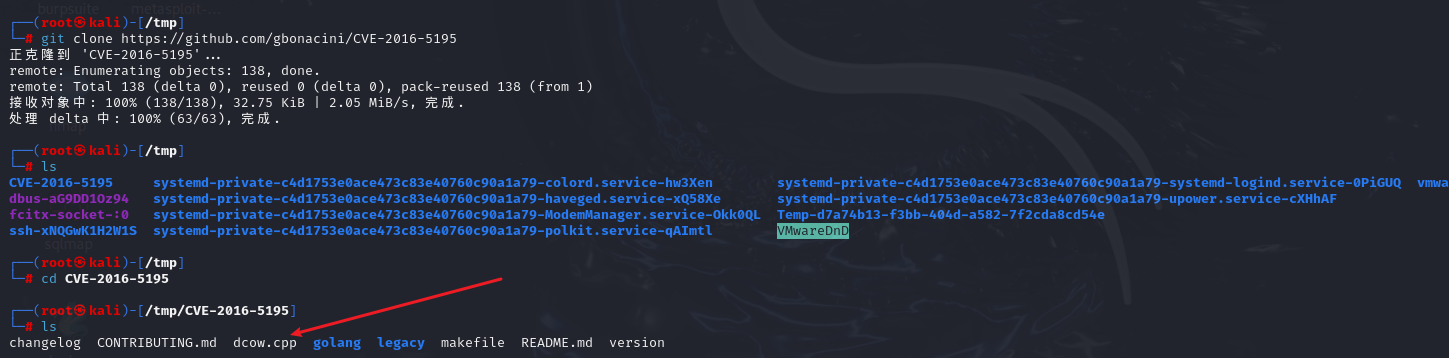 burpsuite metasploit-...
┌──(root㉿kali)-[/tmp]
└─# git clone https://github.com/gbonacini/CVE-2016-5195
正克隆到 'CVE-2016-5195'...
remote: Enumerating objects: 138, done.
remote: Total 138 (delta 0), reused 0 (delta 0), pack-reused 138 (from 1)
接收对象中: 100% (138/138), 32.75 KiB | 2.05 MiB/s, 完成.
处理 delta 中: 100% (63/63), 完成.
nmap
┌──(root㉿kali)-[/tmp]
└─# ls
CVE-2016-5195 systemd-private-c4d1753e0ace473c83e40760c90a1a79-colord.service-hw3Xen systemd-private-c4d1753e0ace473c83e40760c90a1a79-systemd-logind.service-0PiGUQ vmwa
dbus-aG9DD1Oz94 systemd-private-c4d1753e0ace473c83e40760c90a1a79-haveged.service-xQ58Xe systemd-private-c4d1753e0ace473c83e40760c90a1a79-upower.service-cXHhAF
fcitx-socket-:0 systemd-private-c4d1753e0ace473c83e40760c90a1a79-ModemManager.service-Okk0QL Temp-d7a74b13-f3bb-404d-a582-7f2cda8cd54e
ssh-xNQGwK1H2W1S systemd-private-c4d1753e0ace473c83e40760c90a1a79-polkit.service-qAImtl VMwareDnD
sqlmap
┌──(root㉿kali)-[/tmp]
└─# cd CVE-2016-5195
┌──(root㉿kali)-[/tmp/CVE-2016-5195]
└─# ls
changelog CONTRIBUTING.md dcow.cpp golang legacy makefile README.md version